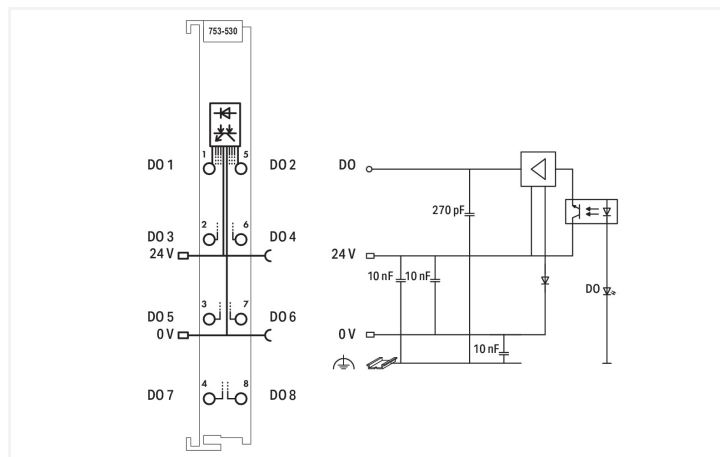 753-530
1 5
DO 1 DO 2
2 6
DO 3 DO 4
24 V
3 7
DO 5 DO 6
0 V
4 8
DO 7 DO 8
DO
270 pF
24 V
10 nF 10 nF
DO
0 V
10 nF